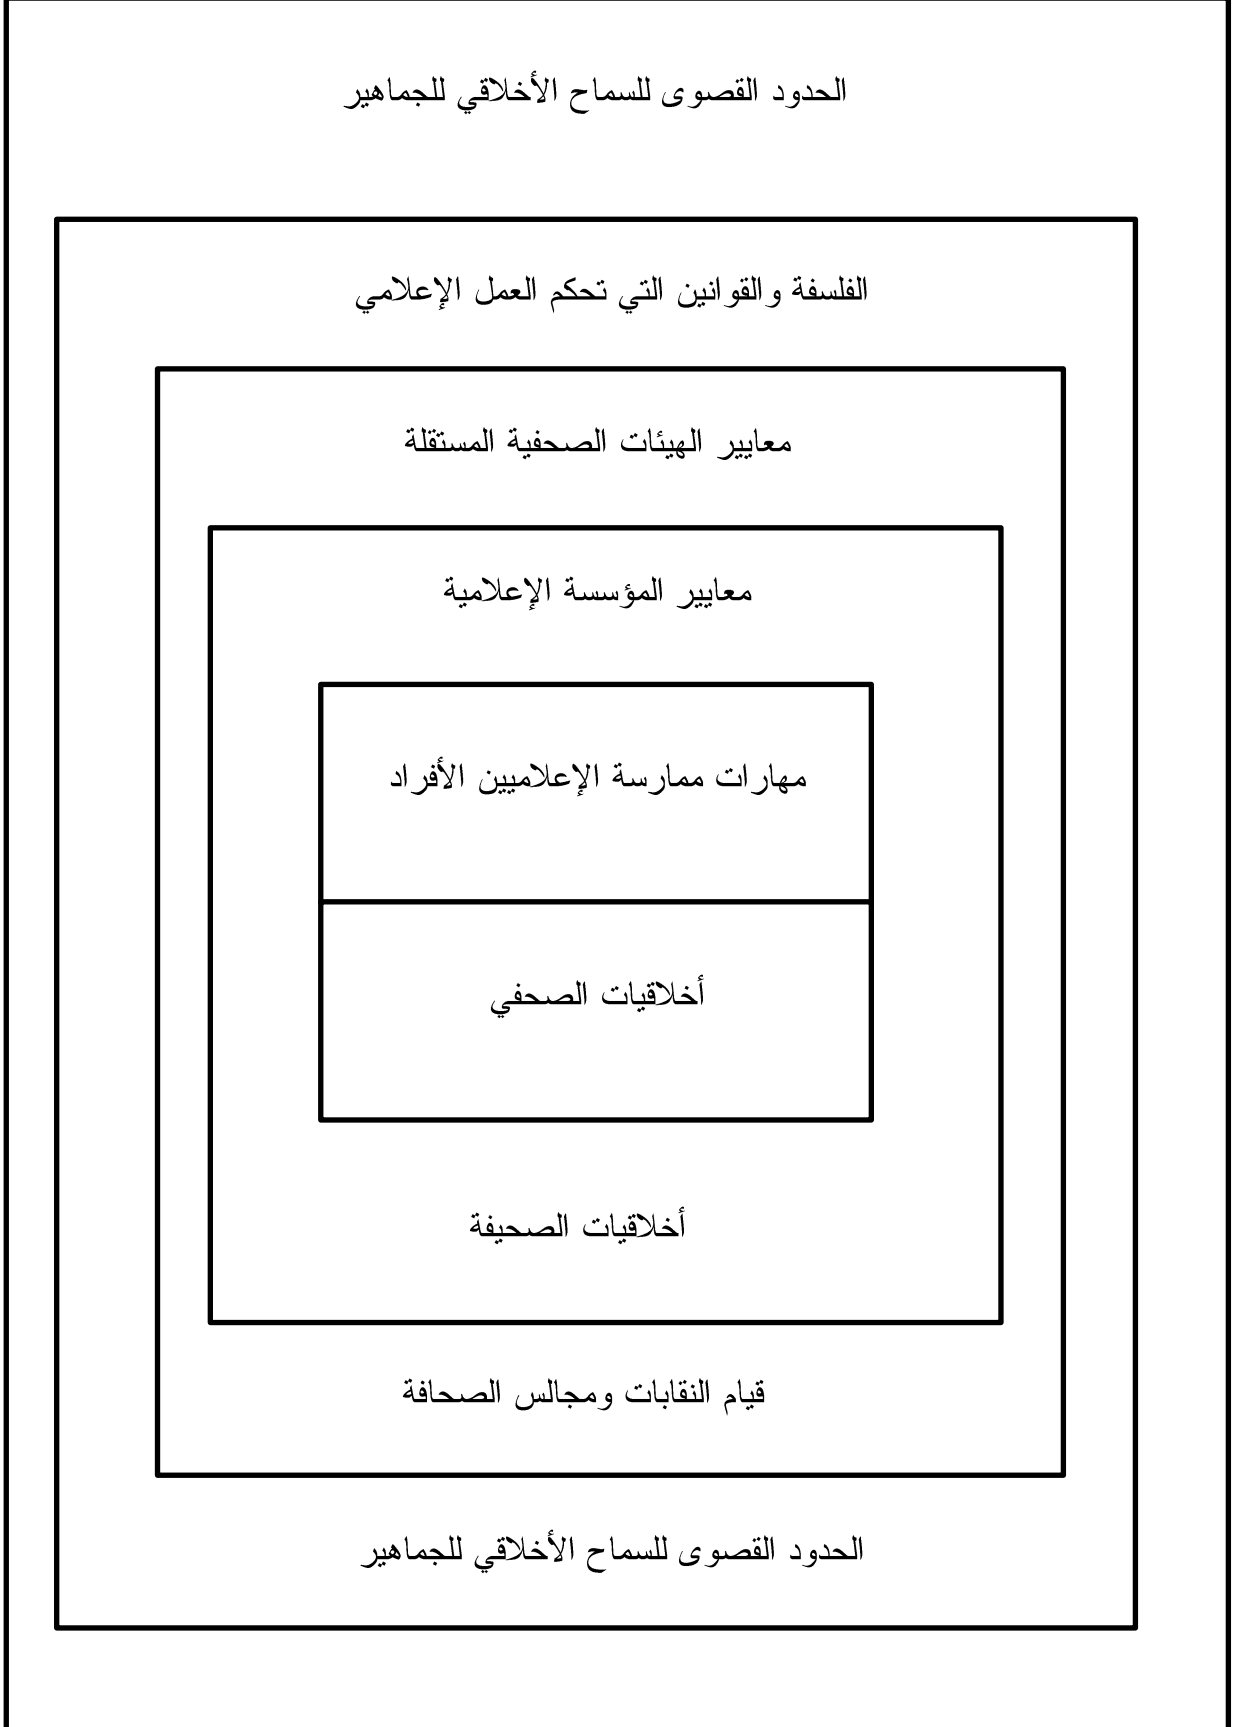 الحدود القصوى للسماح الأخلاقي للجماهير
الفلسفة والقوانين التي تحكم العمل الإعلامي
معايير الهيئات الصحفية المستقلة
معايير المؤسسة الإعلامية
مهارات ممارسة الإعلاميين الأفراد
أخلاقيات الصحفي
أخلاقيات الصحيفة
قيام النقابات ومجالس الصحافة
الحدود القصوى للسماح الأخلاقي للجماهير